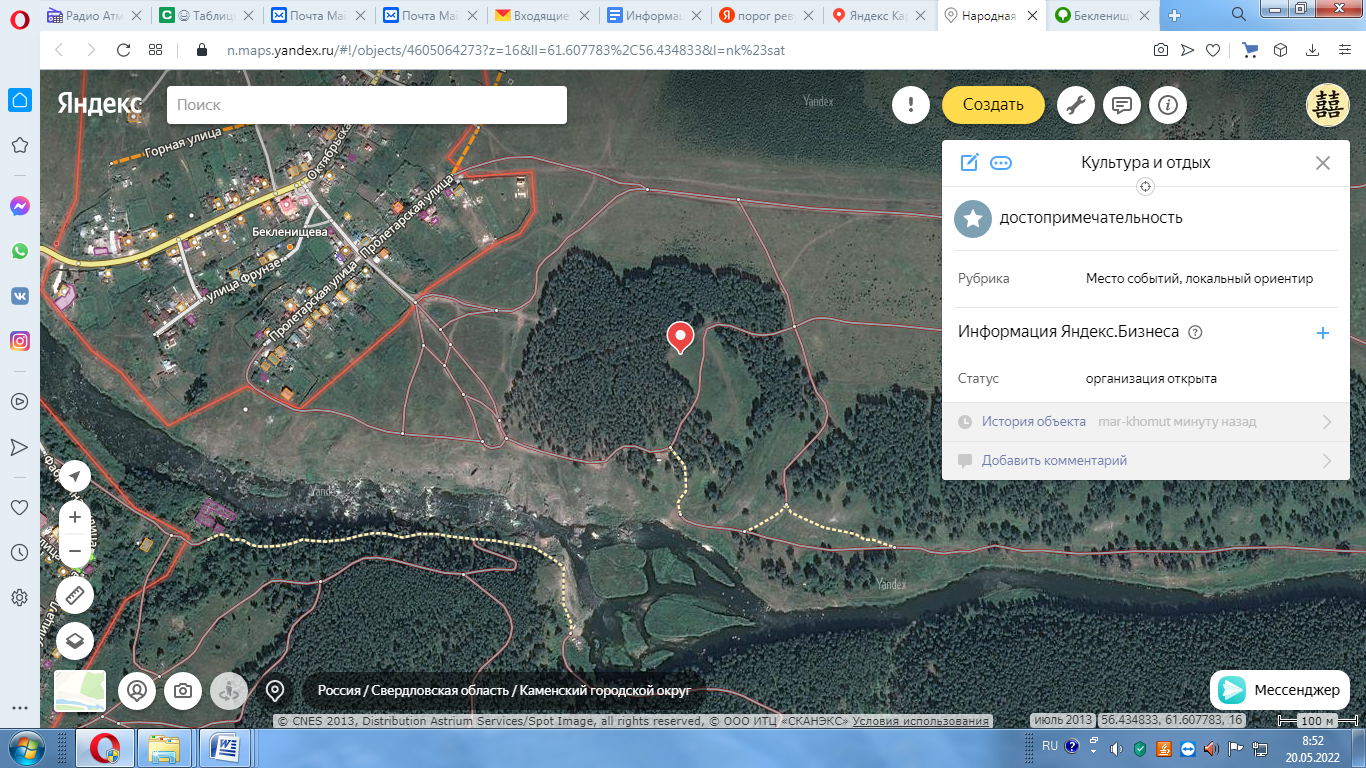 Радио Атм
Таблиц
Почта Mai
Почта Mai
Входящие
Информац
порог рев
Яндекс Ка
Народная
Бекленищ
n.maps.yandex.ru/#!/objects/4605064273?z=16&ll=61.607783%2C56.434833&l=nk%23sat
Яндекс
Поиск
Создать
Yandex
Культура и отдых
достопримечательность
Рубрика
Место событий, локальный ориентир
Информация Яндекс.Бизнеса
Статус
организация открыта
История объекта
mar-khomut минуту назад
Добавить комментарий
Горная улица
Октябрьска
Бекленищева
улица Фрунзе
Пролетарская улица
Пролетарская улица
Yandex
Yandex
Россия / Свердловская область / Каменский городской округ
Мессенджер
© CNES 2013, Distribution Astrium Services/Spot Image, all rights reserved, © ООО ИТЦ «СКАНЭКС» Условия использования
июль 2013
56.434833, 61.607783, 16
100 м
RU
8:52
20.05.2022